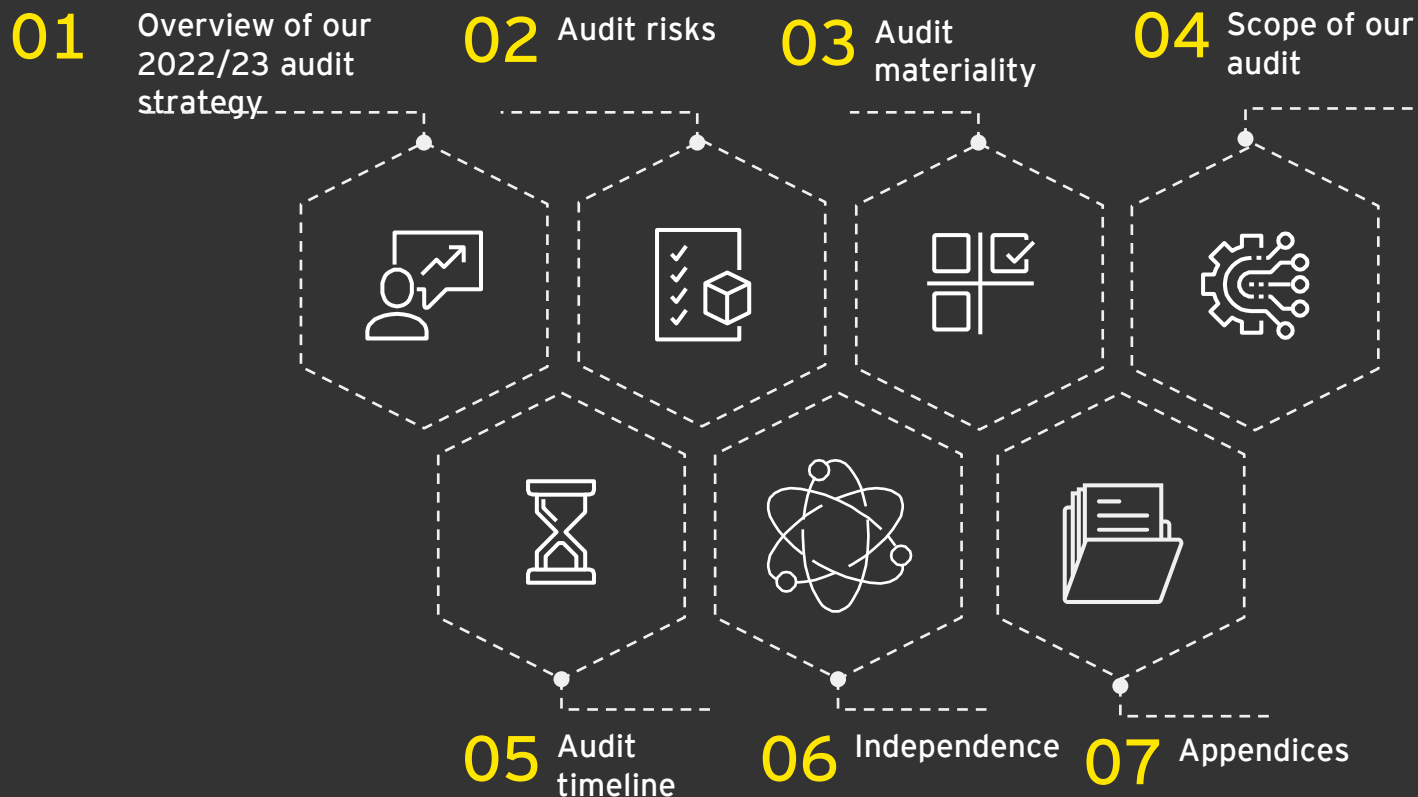 01
Overview of our
2022/23 audit
strategy
02
Audit risks
03
Audit
materiality
04
Scope of our
audit
05
Audit
timeline
06
Independence
07
Appendices